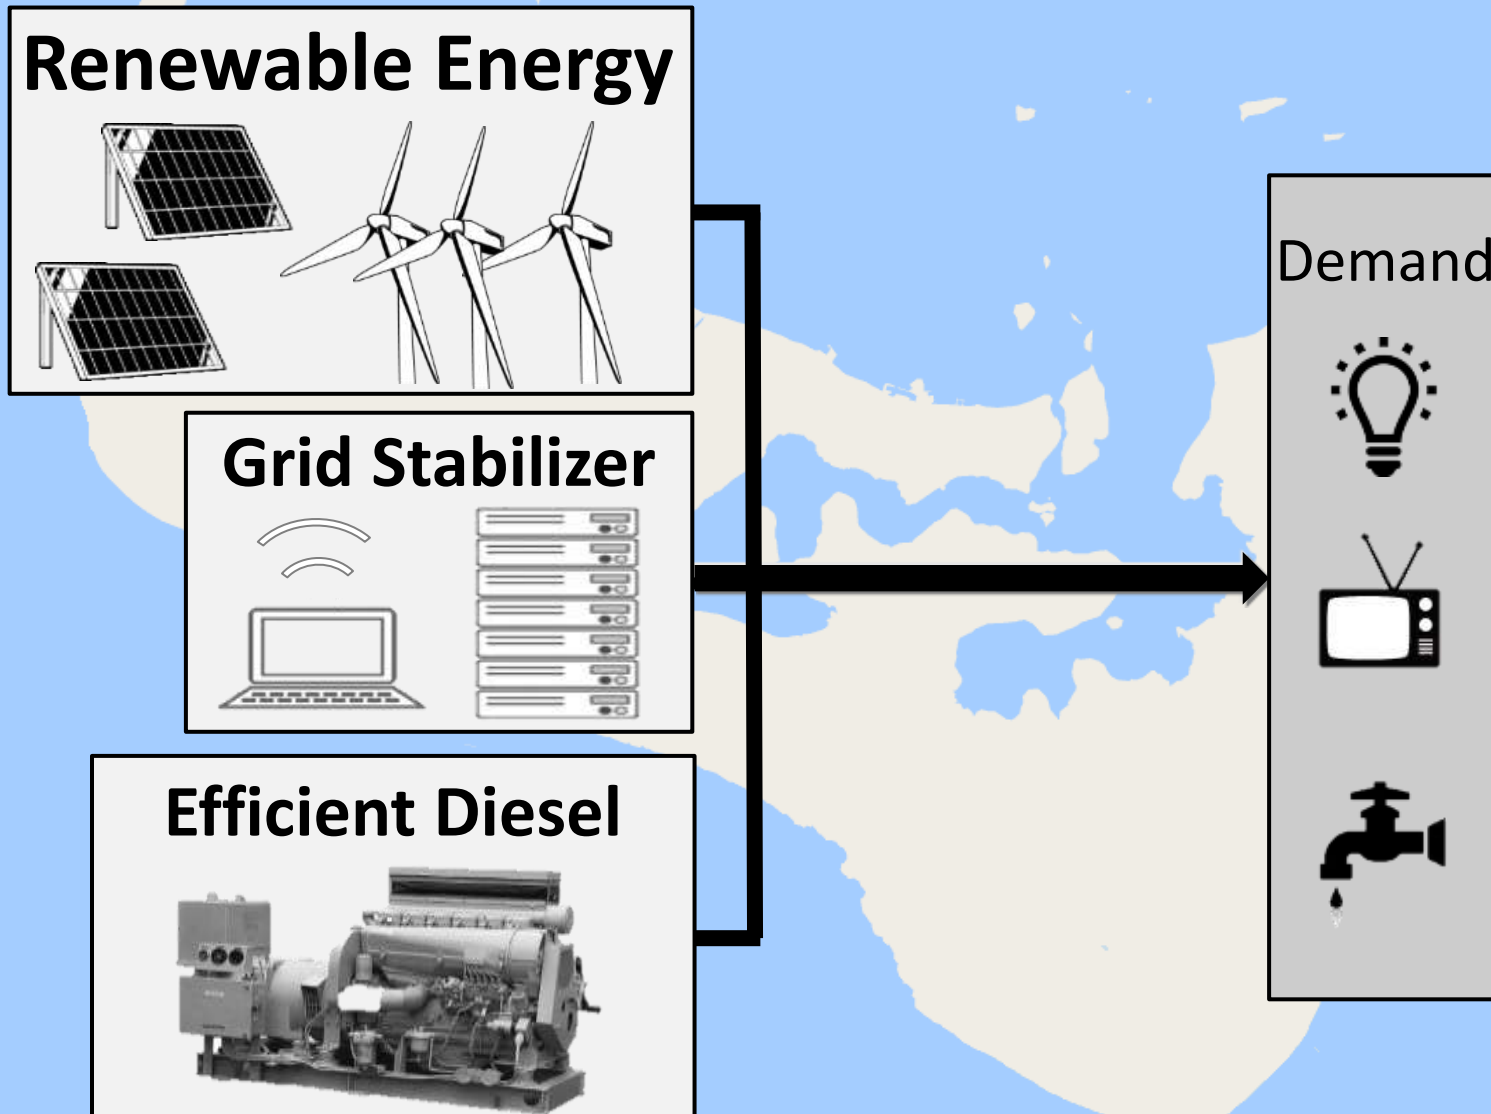 Renewable Energy
Grid Stabilizer
Efficient Diesel
Demand